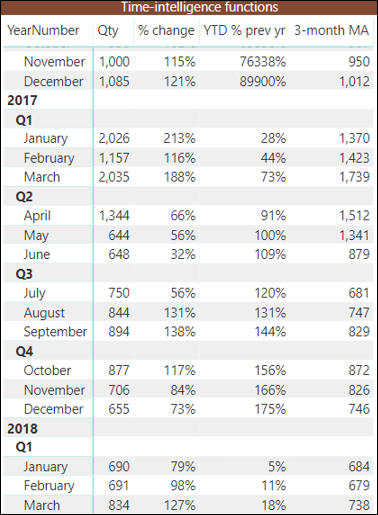 Time-intelligence functions
YearNumber Qty % change YTD % prev yr 3-month MA
November 1,000 115% 76338% 950
December 1,085 121% 89900% 1,012
2017
Q1
January 2,026 213% 28% 1,370
February 1,157 116% 44% 1,423
March 2,035 188% 73% 1,739
Q2
April 1,344 66% 91% 1,512
May 644 56% 100% 1,341
June 648 32% 109% 879
Q3
July 750 56% 120% 681
August 844 131% 131% 747
September 894 138% 144% 829
Q4
October 877 117% 156% 872
November 706 84% 166% 826
December 655 73% 175% 746
2018
Q1
January 690 79% 5% 684
February 691 98% 11% 679
March 834 127% 18% 738